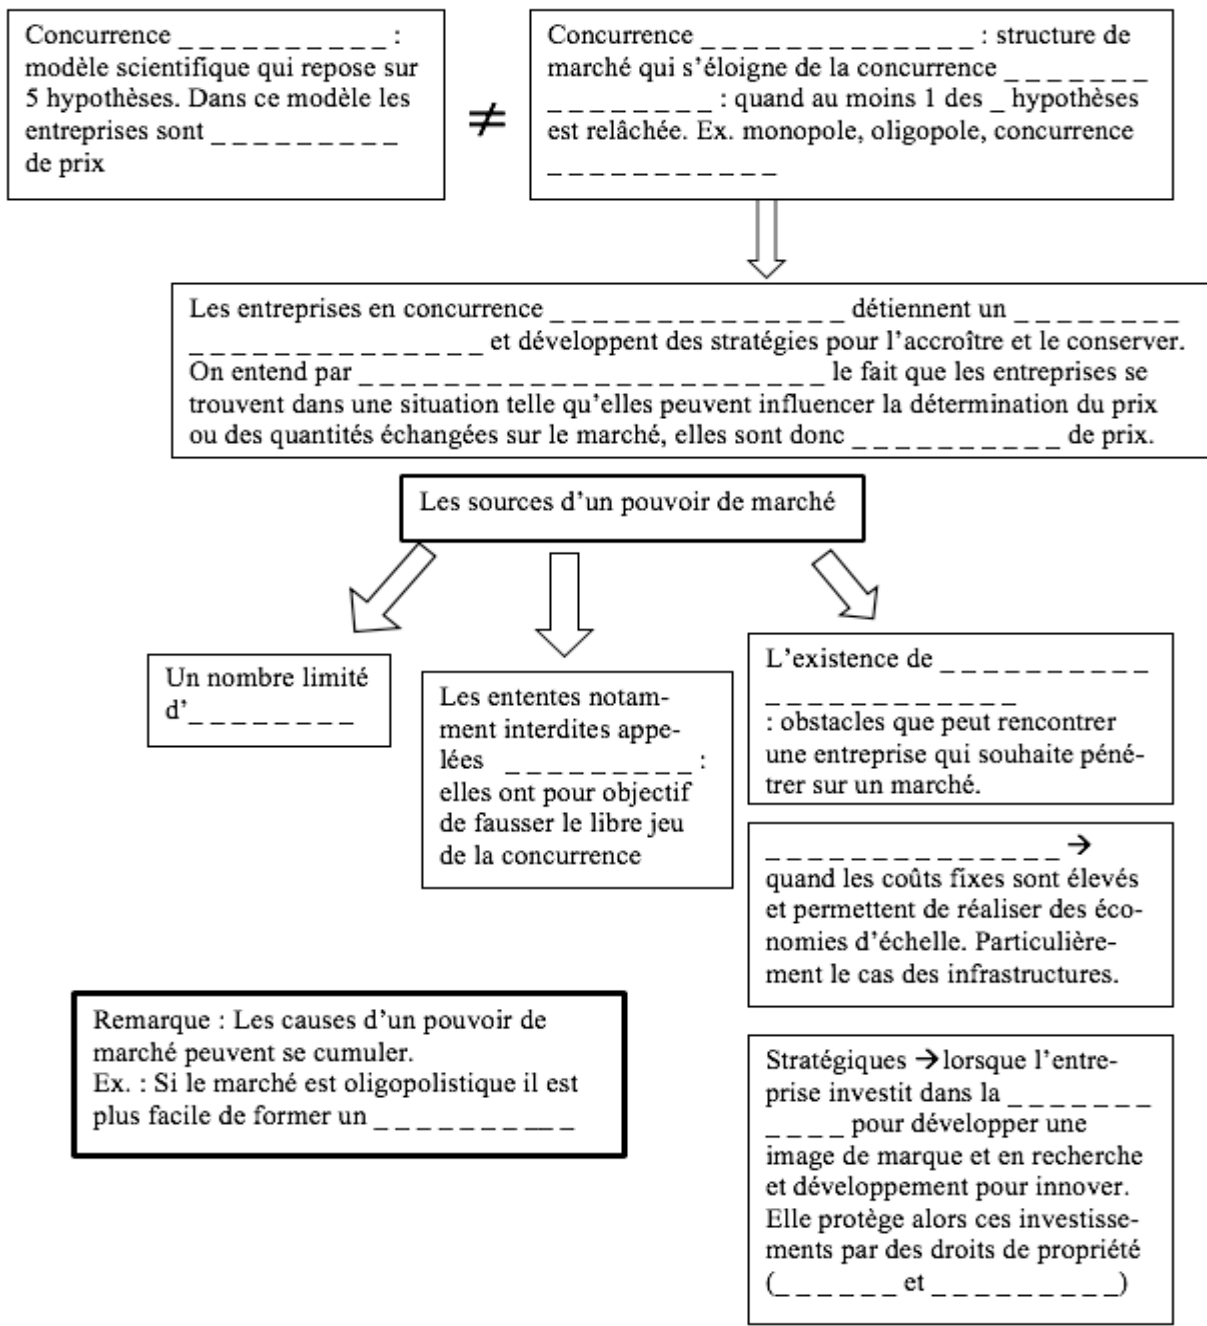 Concurrence _ _ _ _ _ _ _ _ _ _ :
modèle scientifique qui repose sur
5 hypothèses. Dans ce modèle les
entreprises sont _ _ _ _ _ _ _ _ _
de prix
≠
Concurrence _ _ _ _ _ _ _ _ _ _ _ _ _ : structure de
marché qui s’éloigne de la concurrence _ _ _ _ _ _ _
_ _ _ _ _ _ _ _ _ : quand au moins 1 des _ hypothèses
est relâchée. Ex. monopole, oligopole, concurrence
_ _ _ _ _ _ _ _ _ _ _
Les entreprises en concurrence _ _ _ _ _ _ _ _ _ _ _ _ _ _ détiennent un _ _ _ _ _ _ _ _
_ _ _ _ _ _ _ _ _ _ _ _ _ _ et développent des stratégies pour l’accroître et le conserver.
On entend par _ _ _ _ _ _ _ _ _ _ _ _ _ _ _ _ _ _ _ _ _ _ le fait que les entreprises se
trouvent dans une situation telle qu’elles peuvent influencer la détermination du prix
ou des quantités échangées sur le marché, elles sont donc _ _ _ _ _ _ _ _ _ _ de prix.
Les sources d’un pouvoir de marché
Un nombre limité
d’_ _ _ _ _ _ _ _
Les ententes notam-
ment interdites appe-
lées _ _ _ _ _ _ _ _ _ :
elles ont pour objectif
de fausser le libre jeu
de la concurrence
L’existence de _ _ _ _ _ _ _ _ _ _
_ _ _ _ _ _ _ _ _ _ _ _
: obstacles que peut rencontrer
une entreprise qui souhaite péné-
trer sur un marché.
_ _ _ _ _ _ _ _ _ _ _ _ _ _ →
quand les coûts fixes sont élevés
et permettent de réaliser des éco-
nomies d’échelle. Particulière-
ment le cas des infrastructures.
Remarque : Les causes d’un pouvoir de
marché peuvent se cumuler.
Ex. : Si le marché est oligopolistique il est
plus facile de former un _ _ _ _ _ _ _ _ _ _
Stratégiques →lorsque l’entre-
prise investit dans la _ _ _ _ _ _ _
_ _ _ _ pour développer une
image de marque et en recherche
et développement pour innover.
Elle protège alors ces investisse-
ments par des droits de propriété
(_ _ _ _ _ _ et _ _ _ _ _ _ _ _ _)